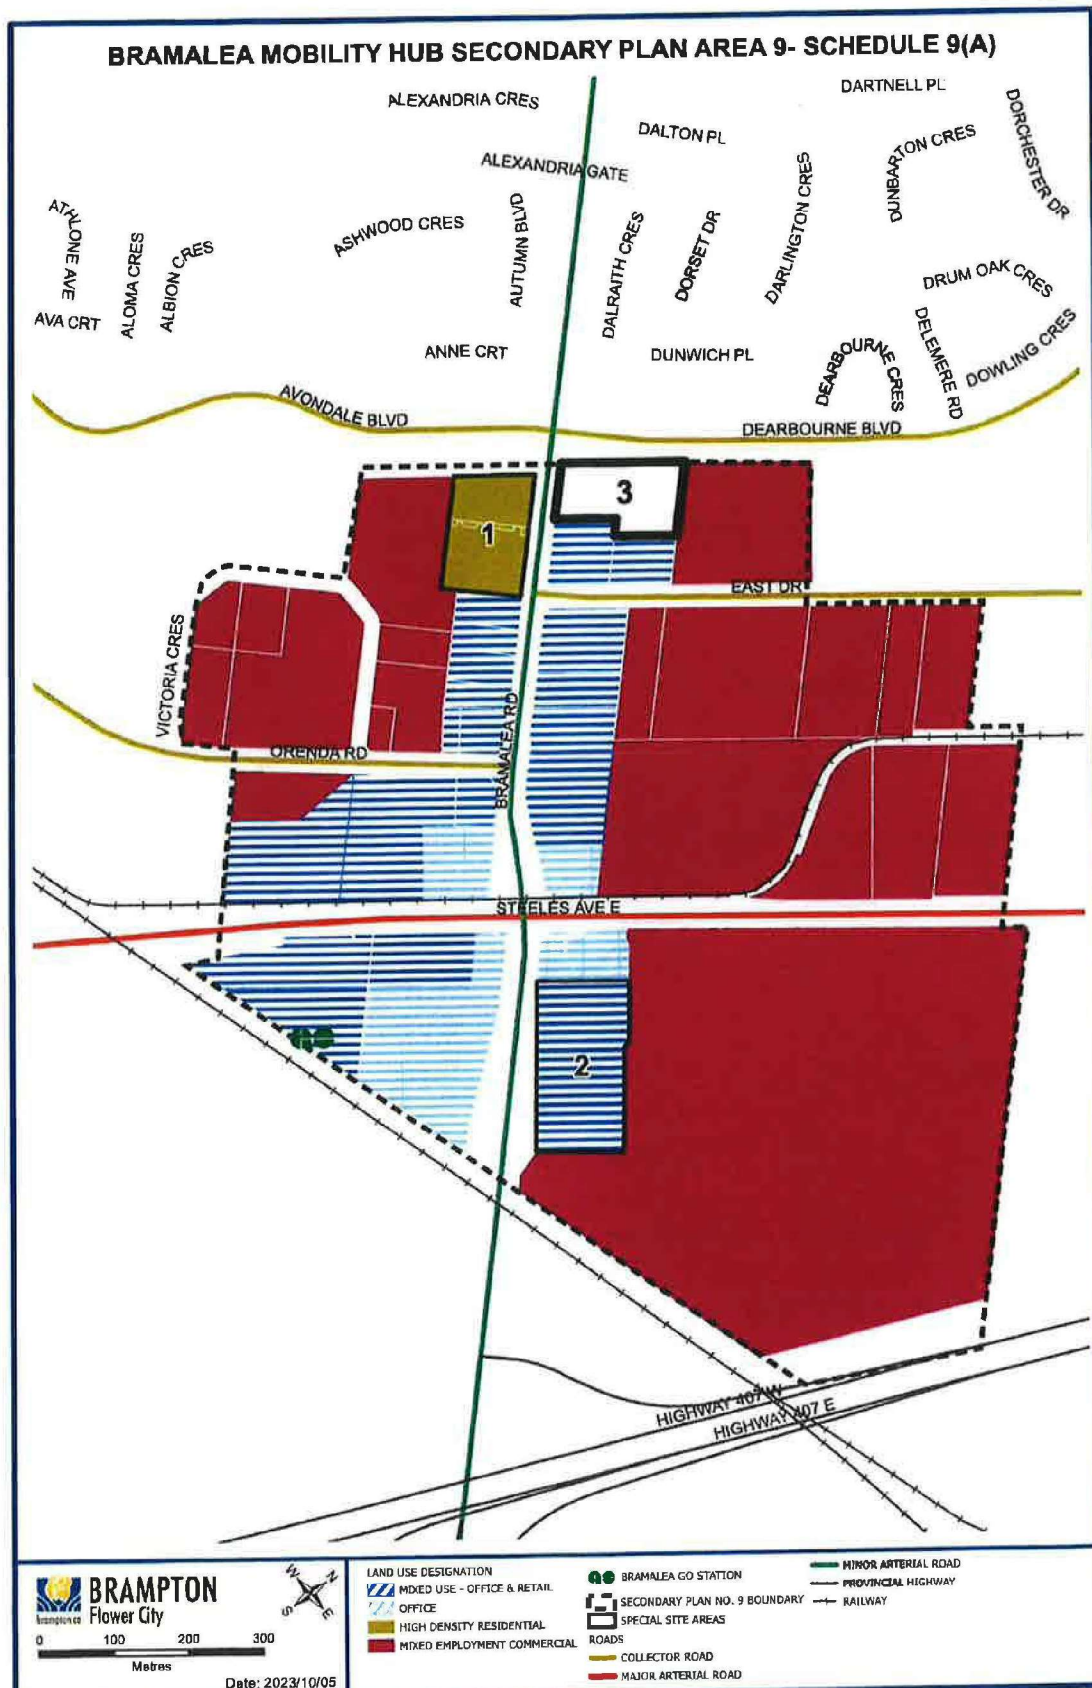 BRAMALEA MOBILITY HUB SECONDARY PLAN AREA 9- SCHEDULE 9(A)
ALEXANDRIA CRES
DARTNELL PL
DALTON PL
DORCHESTER DR
DUNBARTON CRES
ALEXANDRIA GATE
ATHLONE AVE
ALOMA CRES
ALBION CRES
ASHWOOD CRES
AUTUMN BLVD
DALRAITH CRES
DORSET DR
DARLINGTON CRES
DRUM OAK CRES
AVA CRT
ANNE CRT
DUNWICH PL
DEARBOURNE CRES
DELEMERE RD
DOWLING CRES
AVONDALE BLVD
DEARBOURNE BLVD
1
3
EAST DR
VICTORIA CRES
BRAMALEA RD
ORENDA RD
STEELES AVE E
2
HIGHWAY 407 W
HIGHWAY 407 E
BRAMPTON
brampton.ca
Flower City
W
N
S
E
0 100 200 300
Metres
Date: 2023/10/05
LAND USE DESIGNATION
MIXED USE - OFFICE & RETAIL
OFFICE
HIGH DENSITY RESIDENTIAL
MIXED EMPLOYMENT COMMERCIAL
BRAMALEA GO STATION
SECONDARY PLAN NO. 9 BOUNDARY
SPECIAL SITE AREAS
ROADS
COLLECTOR ROAD
MAJOR ARTERIAL ROAD
MINOR ARTERIAL ROAD
PROVINCIAL HIGHWAY
RAILWAY